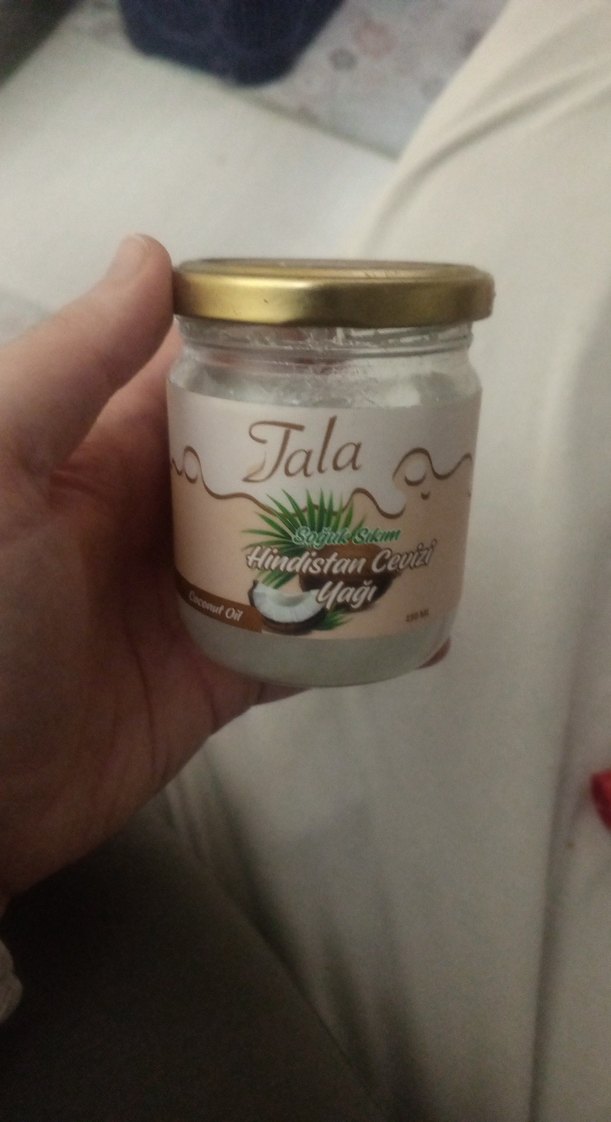 Tala
Soğuk Sıkım
Hindistan Cevizi
Yağı
Coconut Oil